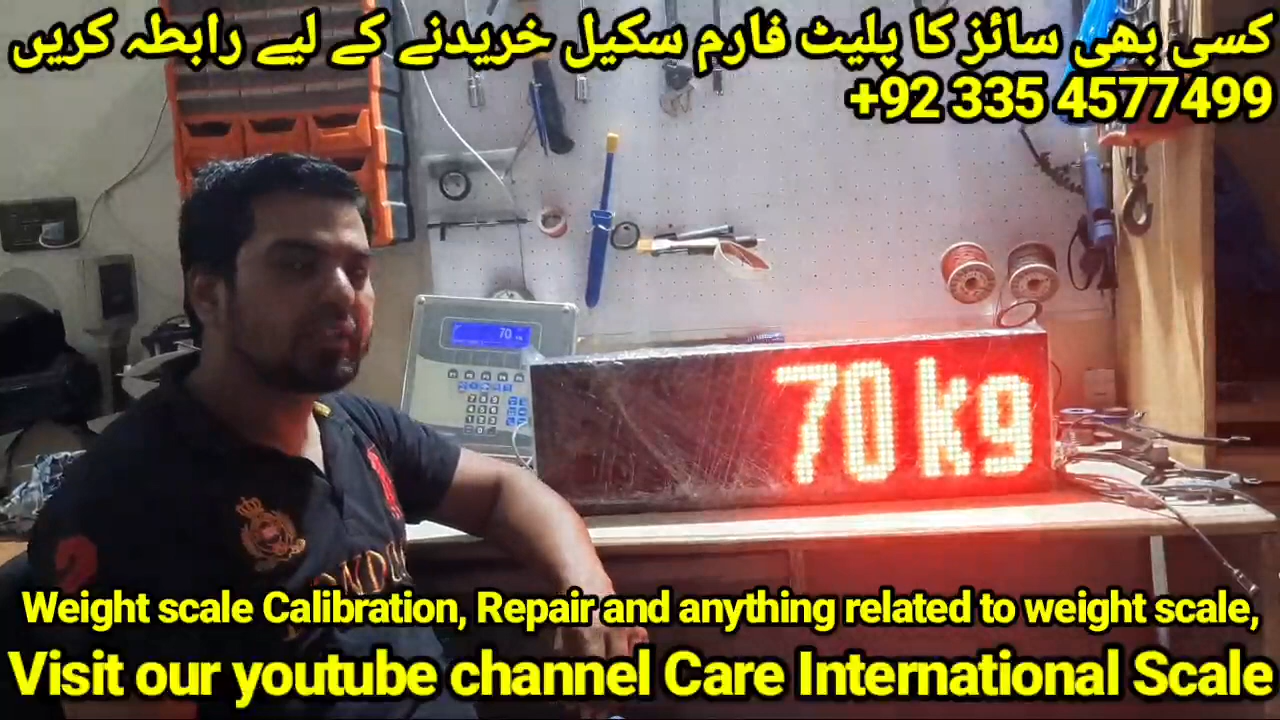 کسی بھی سائز کا پلیٹ فارم سکیل خریدنے کے لیے رابطہ کریں
+92 335 4577499
70
70 kg
Weight scale Calibration, Repair and anything related to weight scale,
Visit our youtube channel Care International Scale